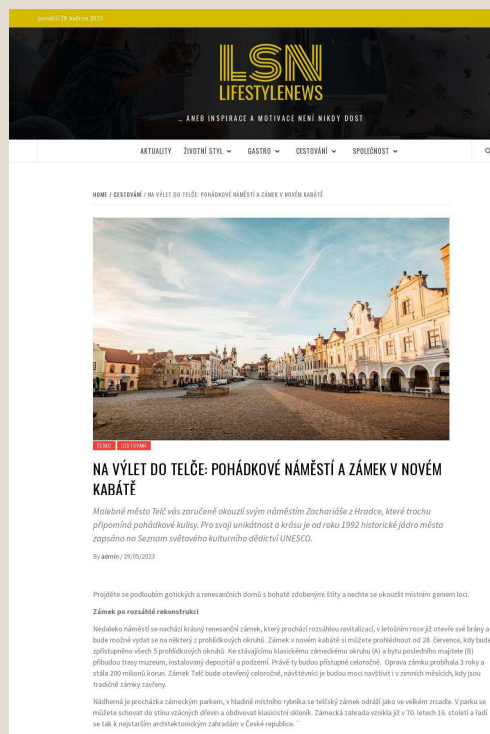 pondělí 29. května 2023
LSN
LIFESTYLENEWS
… ANEB INSPIRACE A MOTIVACE NENÍ NIKDY DOST
AKTUALITY ŽIVOTNÍ STYL GASTRO CESTOVÁNÍ SPOLEČNOST
HOME / CESTOVÁNÍ / NA VÝLET DO TELČE: POHÁDKOVÉ NÁMĚSTÍ A ZÁMEK V NOVÉM KABÁTĚ
ČESKO CESTOVÁNÍ
NA VÝLET DO TELČE: POHÁDKOVÉ NÁMĚSTÍ A ZÁMEK V NOVÉM
KABÁTĚ
Malebné město Telč vás zaručeně okouzlí svým náměstím Zachariáše z Hradce, které trochu
připomíná pohádkové kulisy. Pro svoji unikátnost a krásu je od roku 1992 historické jádro města
zapsáno na Seznam světového kulturního dědictví UNESCO.
By admin / 29/05/2023
Projděte se podloubím gotických a renesančních domů s bohatě zdobenými štíty a nechte se okouzlit místním geniem loci.
Zámek po rozsáhlé rekonstrukci
Nedaleko náměstí se nachází krásný renesanční zámek, který prochází rozsáhlou revitalizací, v letošním roce již otevře své brány a
bude možné vydat se na některý z prohlídkových okruhů. Zámek v novém kabátě si můžete prohlédnout od 28. července, kdy bude
zpřístupněno všech 5 prohlídkových okruhů. Ke stávajícímu klasickému zámeckému okruhu (A) a bytu posledního majitele (B)
přibudou trasy muzeum, instalovaný depozitář a podzemí. Právě ty budou přístupné celoročně. Oprava zámku probíhala 3 roky a
stála 200 milionů korun. Zámek Telč bude otevřený celoročně, návštěvníci je budou moci navštívit i v zimních měsících, kdy jsou
tradičně zámky zavřeny.
Nádherná je procházka zámeckým parkem, v hladině místního rybníka se telčský zámek odráží jako ve velkém zrcadle. V parku se
můžete schovat do stínu vzácných dřevin a obdivovat klasicistní skleník. Zámecká zahrada vznikla již v 70. letech 16. století a řadí
se tak k nejstarším architektonickým zahradám v České republice.